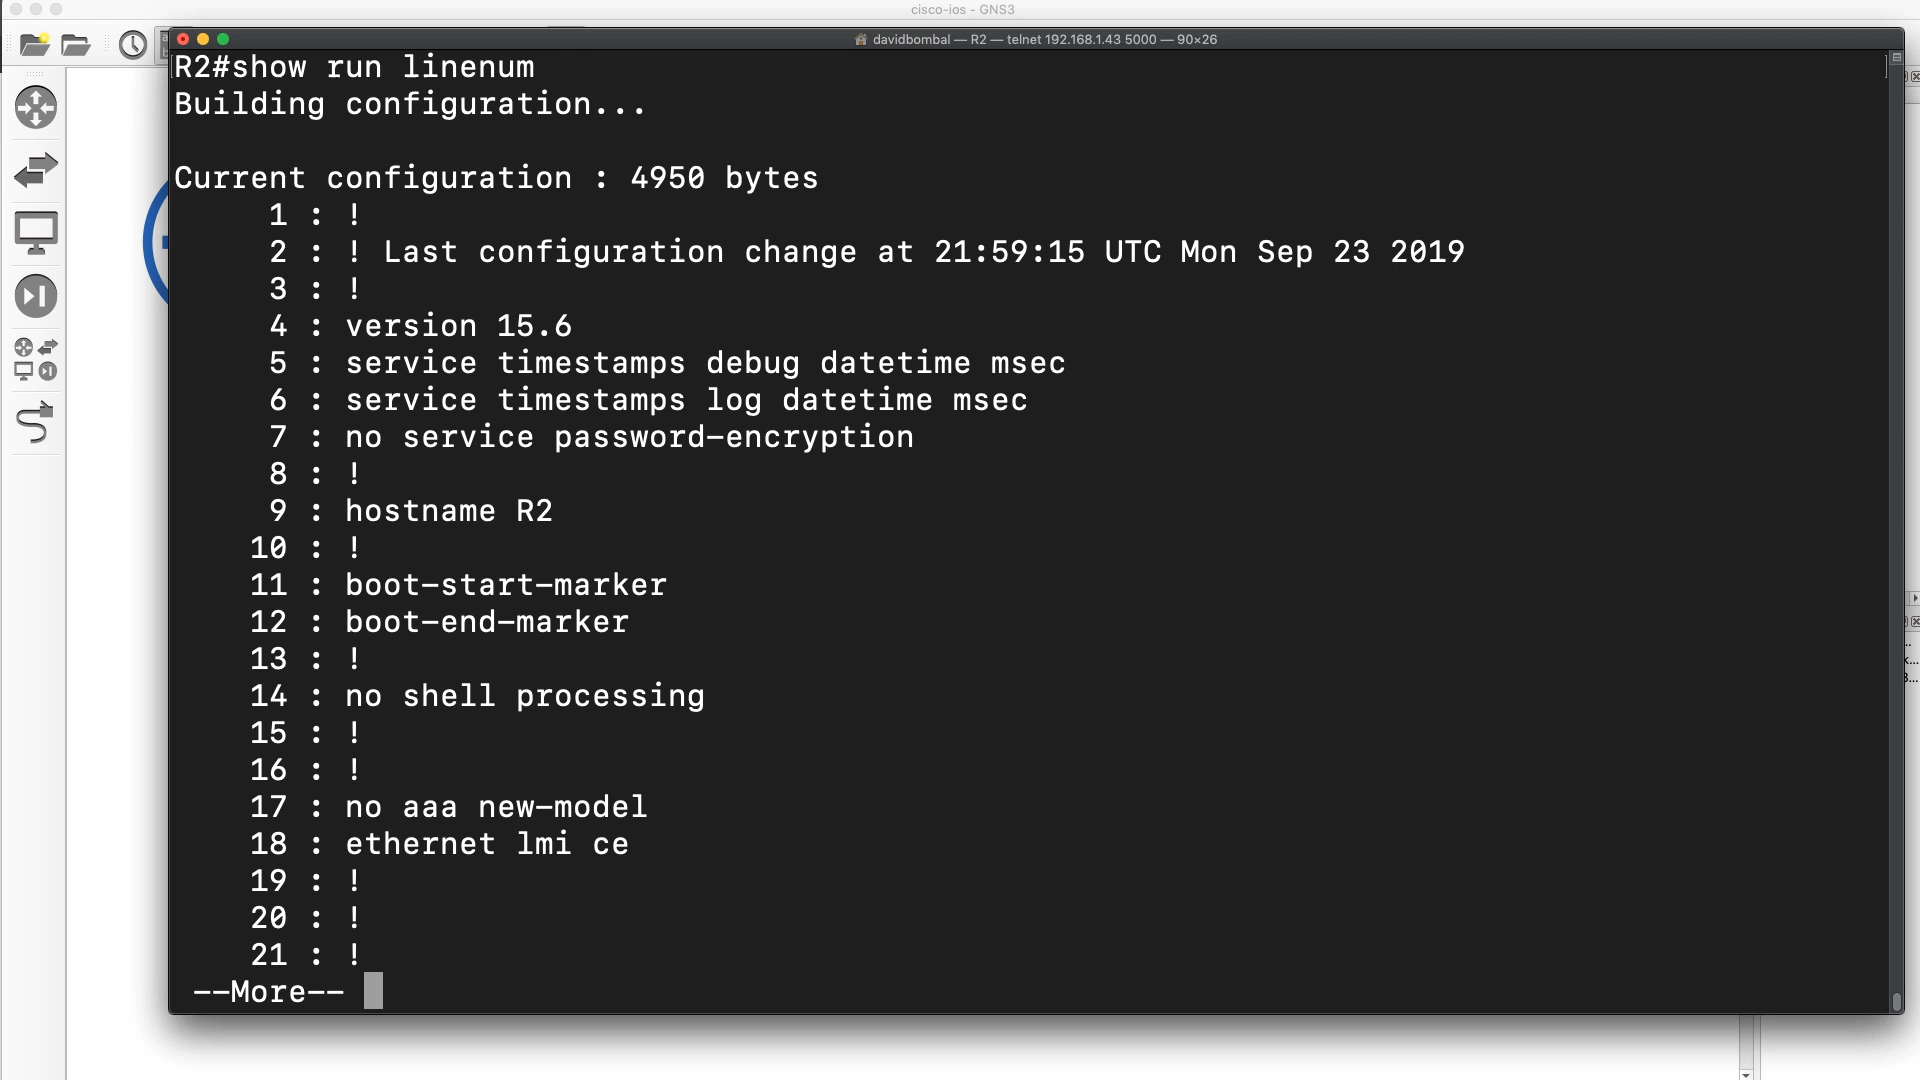 cisco-ios - GNS3
davidbombal — R2 — telnet 192.168.1.43 5000 — 90×26
R2#show run linenum
Building configuration...
Current configuration : 4950 bytes
1 : !
2 : ! Last configuration change at 21:59:15 UTC Mon Sep 23 2019
3 : !
4 : version 15.6
5 : service timestamps debug datetime msec
6 : service timestamps log datetime msec
7 : no service password-encryption
8 : !
9 : hostname R2
10 : !
11 : boot-start-marker
12 : boot-end-marker
13 : !
14 : no shell processing
15 : !
16 : !
17 : no aaa new-model
18 : ethernet lmi ce
19 : !
20 : !
21 : !
--More--